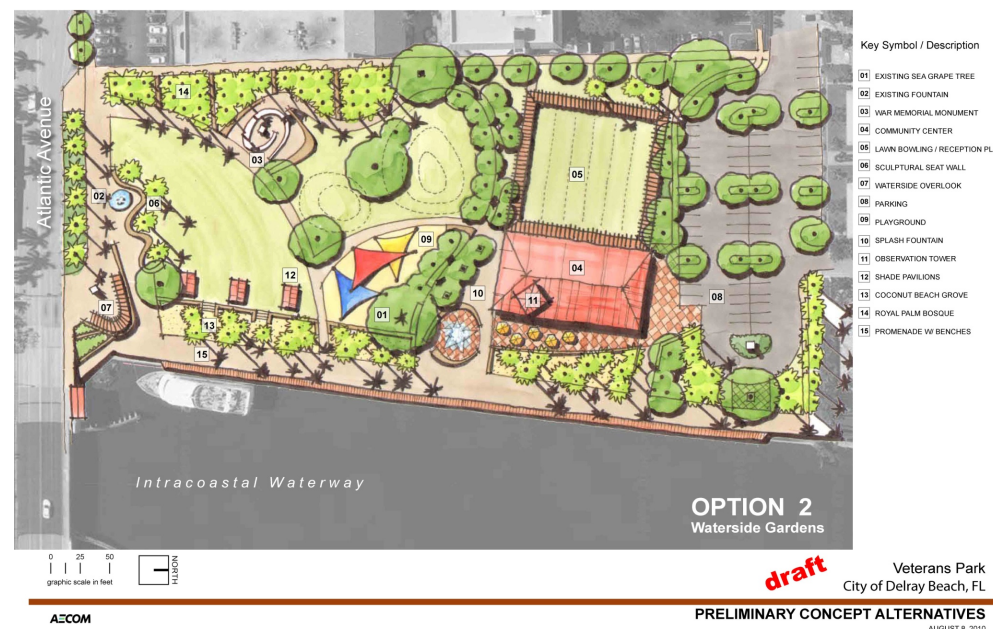 Key Symbol / Description
01 EXISTING SEA GRAPE TREE
02 EXISTING FOUNTAIN
03 WAR MEMORIAL MONUMENT
04 COMMUNITY CENTER
05 LAWN BOWLING / RECEPTION PL
06 SCULPTURAL SEAT WALL
07 WATERSIDE OVERLOOK
08 PARKING
09 PLAYGROUND
10 SPLASH FOUNTAIN
11 OBSERVATION TOWER
12 SHADE PAVILIONS
13 COCONUT BEACH GROVE
14 ROYAL PALM BOSQUE
15 PROMENADE W/ BENCHES
Atlantic Avenue
14
03
05
02
06
09
04
12
10
11
08
07
01
13
15
Intracoastal Waterway
OPTION 2
Waterside Gardens
0 25 50
graphic scale in feet
NORTH
draft
Veterans Park
City of Delray Beach, FL
PRELIMINARY CONCEPT ALTERNATIVES
AECOM
AUGUST 8, 2010